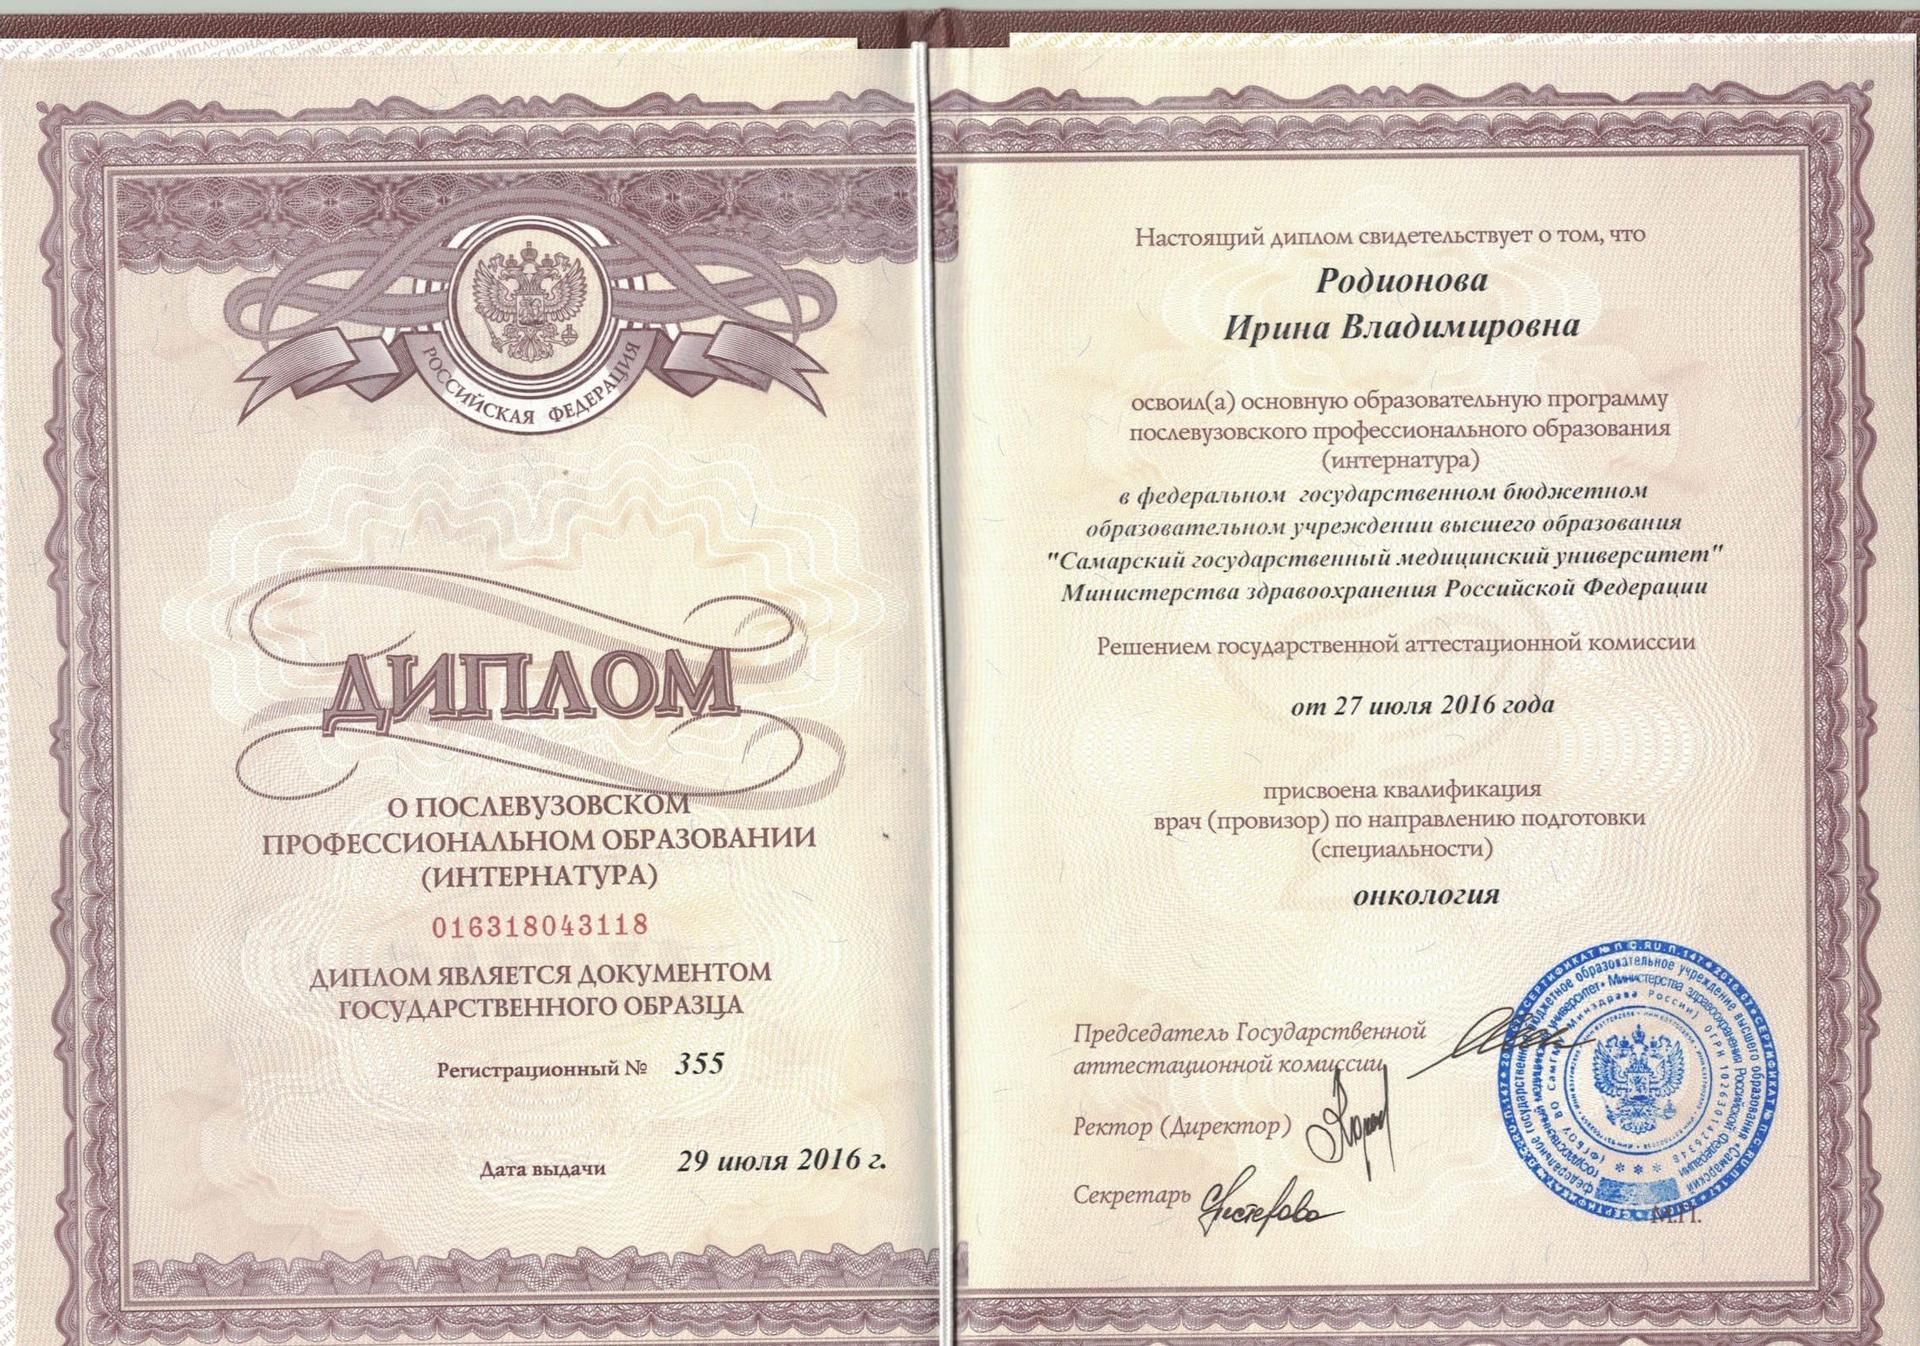 РОССИЙСКАЯ ФЕДЕРАЦИЯ
ДИПЛОМ
О ПОСЛЕВУЗОВСКОМ
ПРОФЕССИОНАЛЬНОМ ОБРАЗОВАНИИ
(ИНТЕРНАТУРА)
016318043118
ДИПЛОМ ЯВЛЯЕТСЯ ДОКУМЕНТОМ
ГОСУДАРСТВЕННОГО ОБРАЗЦА
Регистрационный № 355
Дата выдачи 29 июля 2016 г.
Настоящий диплом свидетельствует о том, что
Родионова
Ирина Владимировна
освоил(а) основную образовательную программу
послевузовского профессионального образования
(интернатура)
в федеральном государственном бюджетном
образовательном учреждении высшего образования
"Самарский государственный медицинский университет"
Министерства здравоохранения Российской Федерации
Решением государственной аттестационной комиссии
от 27 июля 2016 года
присвоена квалификация
врач (провизор) по направлению подготовки
(специальности)
онкология
Председатель Государственной
аттестационной комиссии
Ректор (Директор)
Секретарь
М.П.